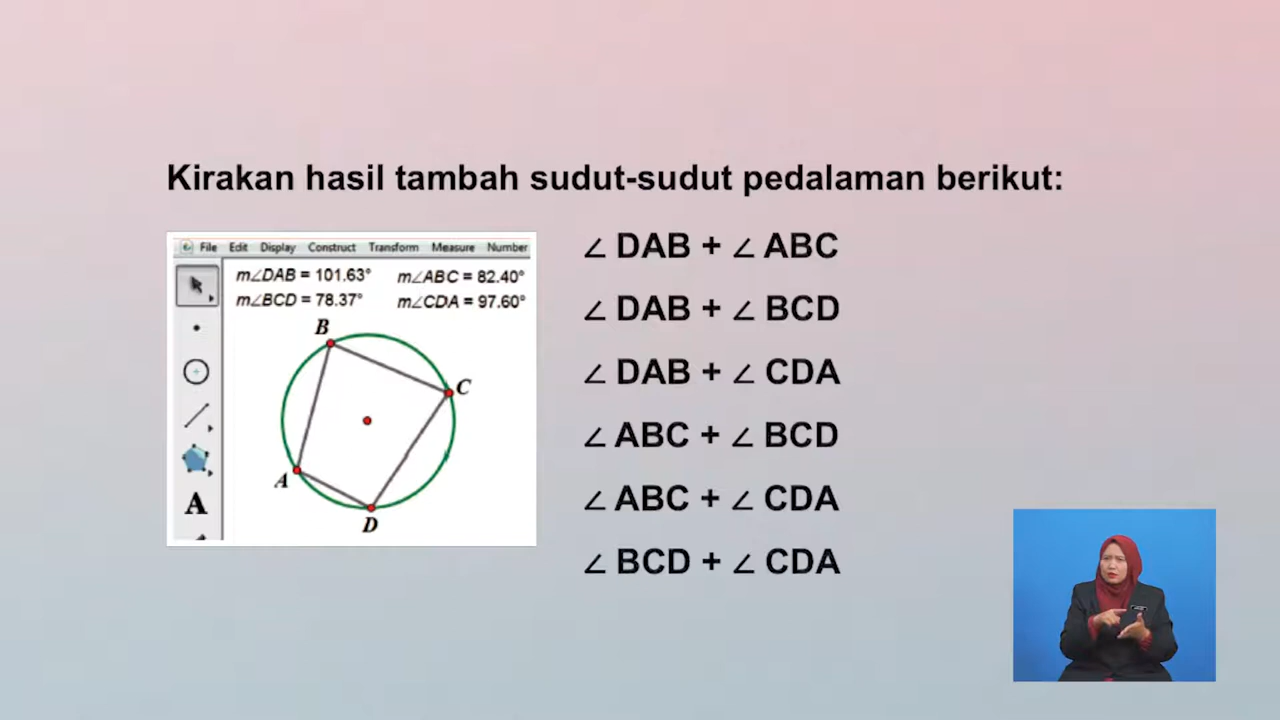 Kirakan hasil tambah sudut-sudut pedalaman berikut:
File Edit Display Construct Transform Measure Number
m∠DAB = 101.63° m∠ABC = 82.40°
m∠BCD = 78.37° m∠CDA = 97.60°
B
C
A
D
A
∠ DAB + ∠ ABC
∠ DAB + ∠ BCD
∠ DAB + ∠ CDA
∠ ABC + ∠ BCD
∠ ABC + ∠ CDA
∠ BCD + ∠ CDA